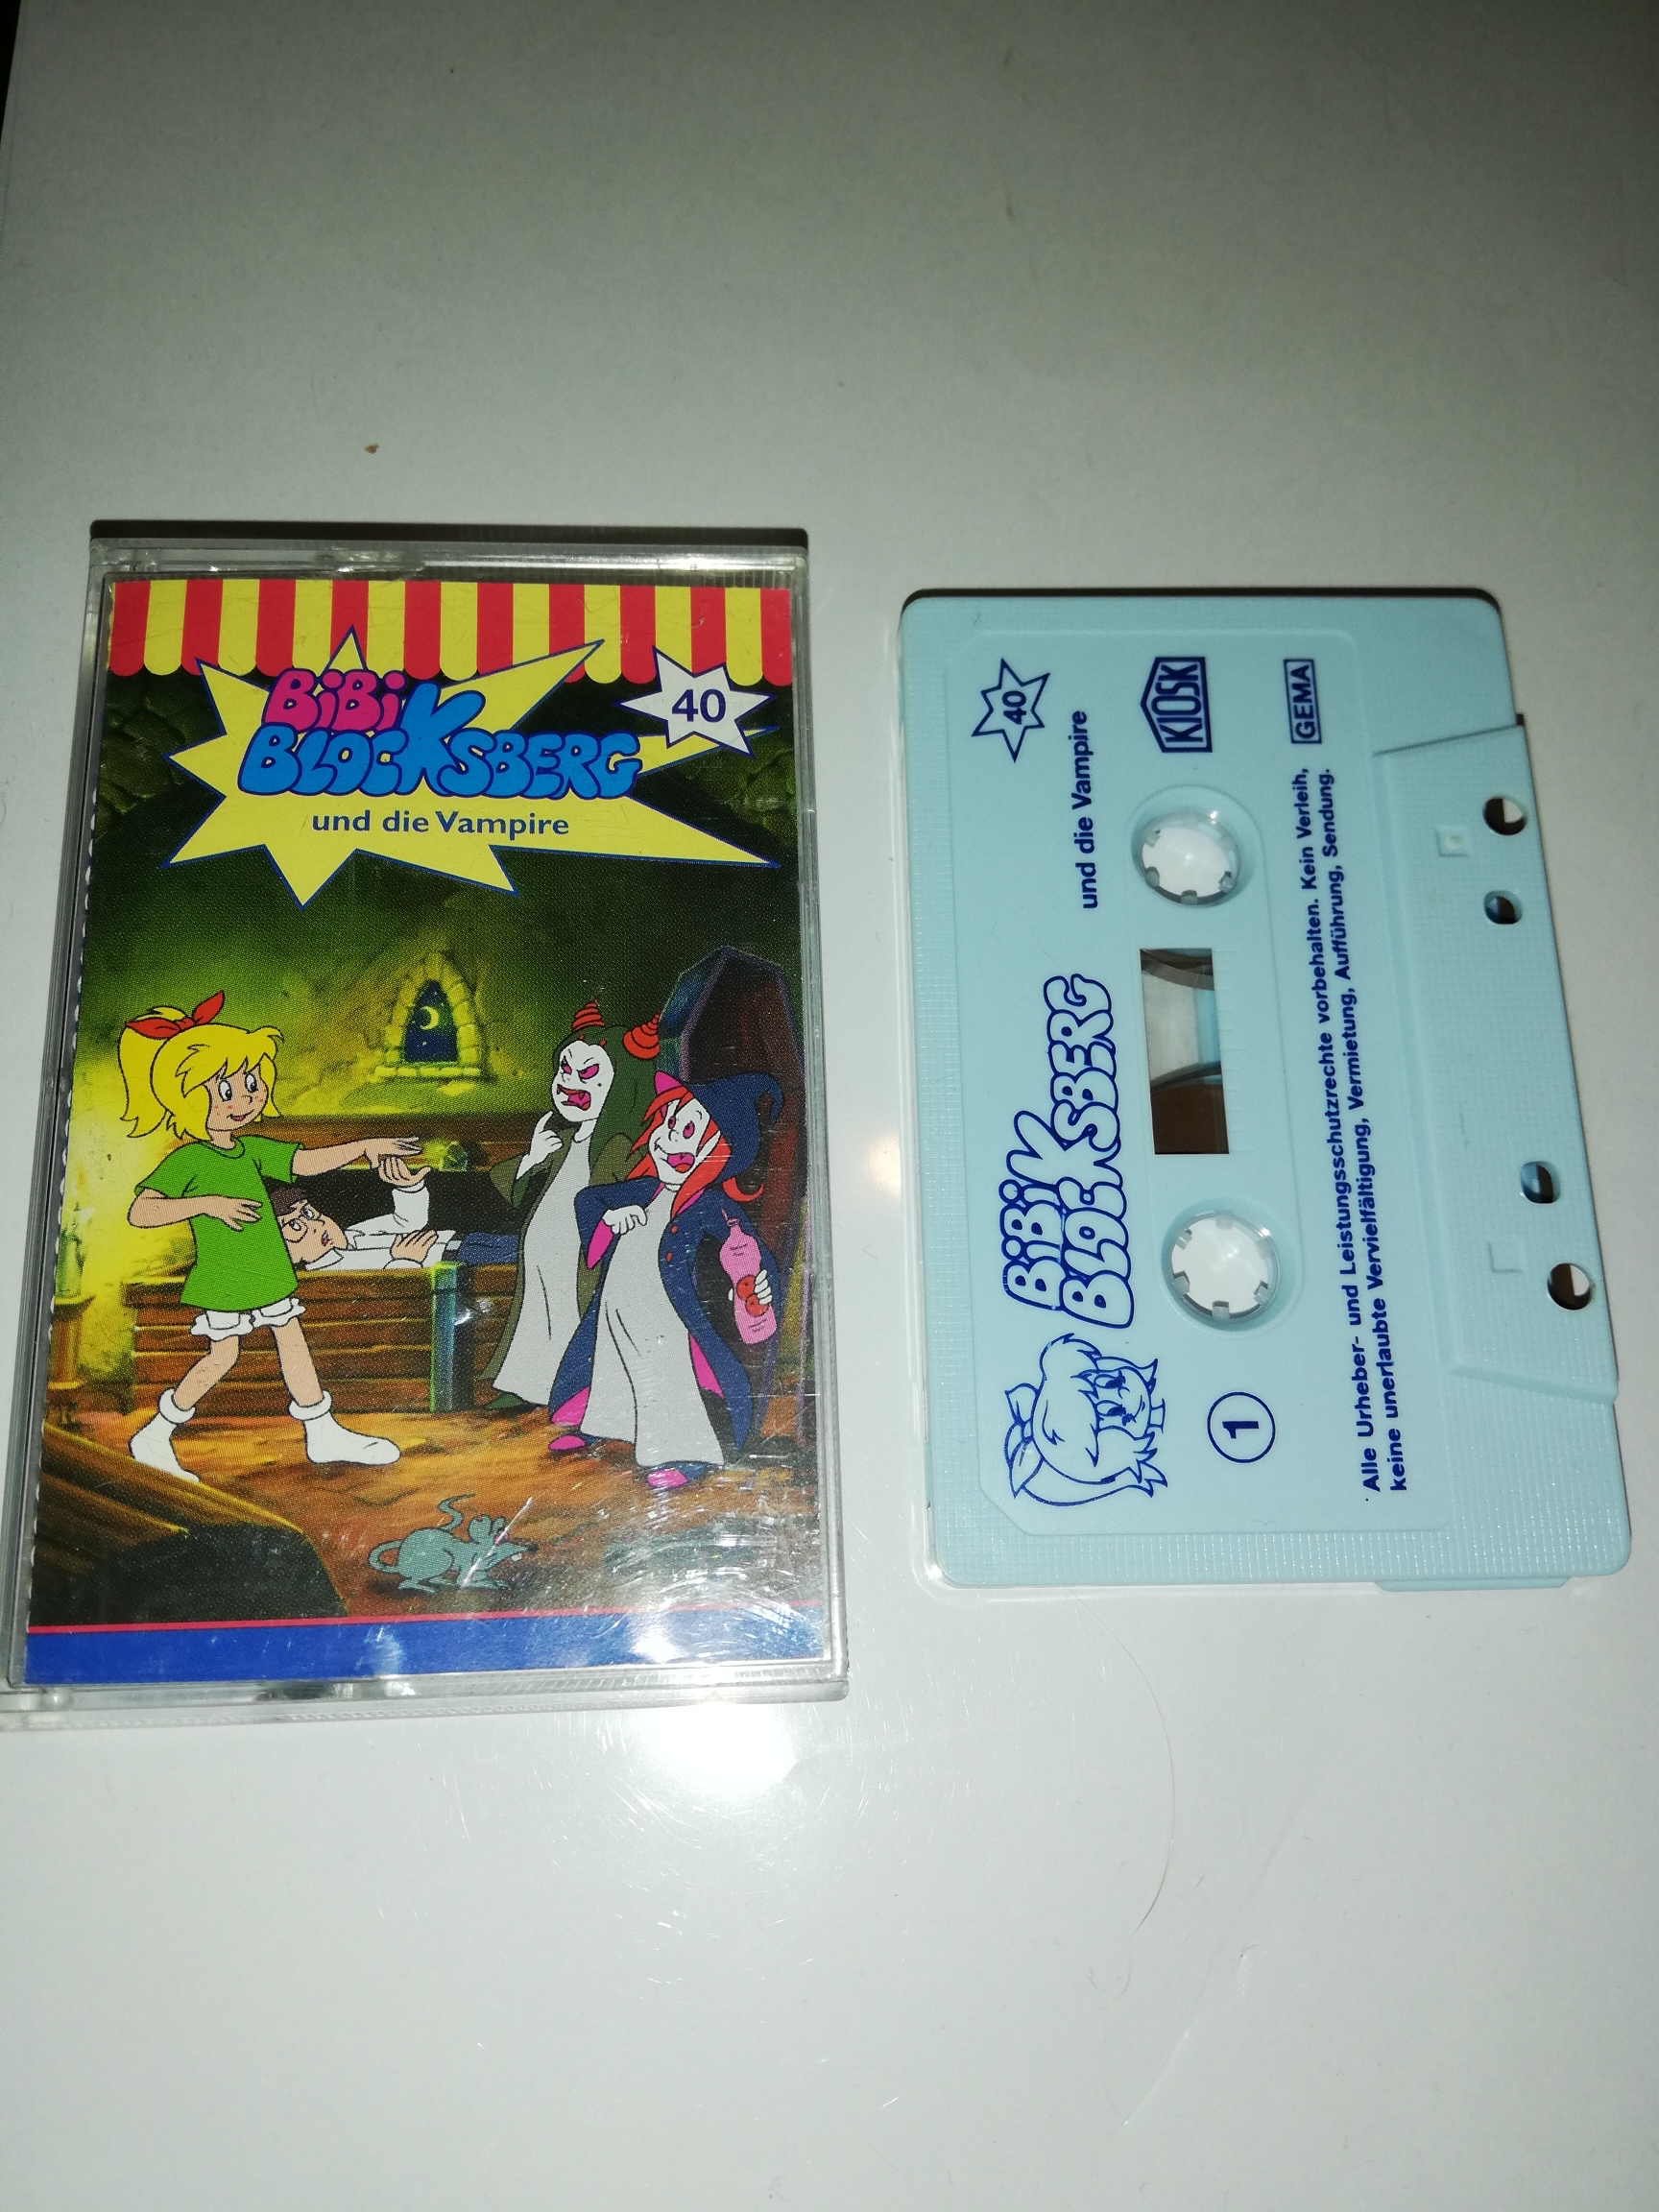 BiBi
BLOCKSBERG
40
und die Vampire
40
und die Vampire
BiBi
BLOCKSBERG
KIOSK
1
GEMA
Alle Urheber- und Leistungsschutzrechte vorbehalten. Kein Verleih,
keine unerlaubte Vervielfältigung, Vermietung, Aufführung, Sendung.